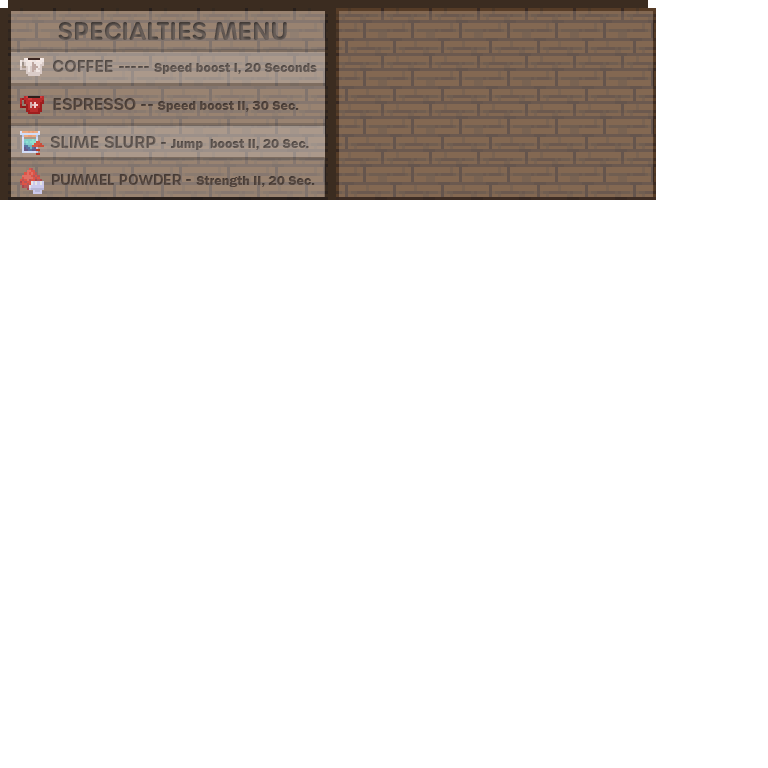 SPECIALTIES MENU
COFFEE ----- Speed boost I, 20 Seconds
ESPRESSO -- Speed boost II, 30 Sec.
SLIME SLURP - Jump boost II, 20 Sec.
PUMMEL POWDER - Strength II, 20 Sec.